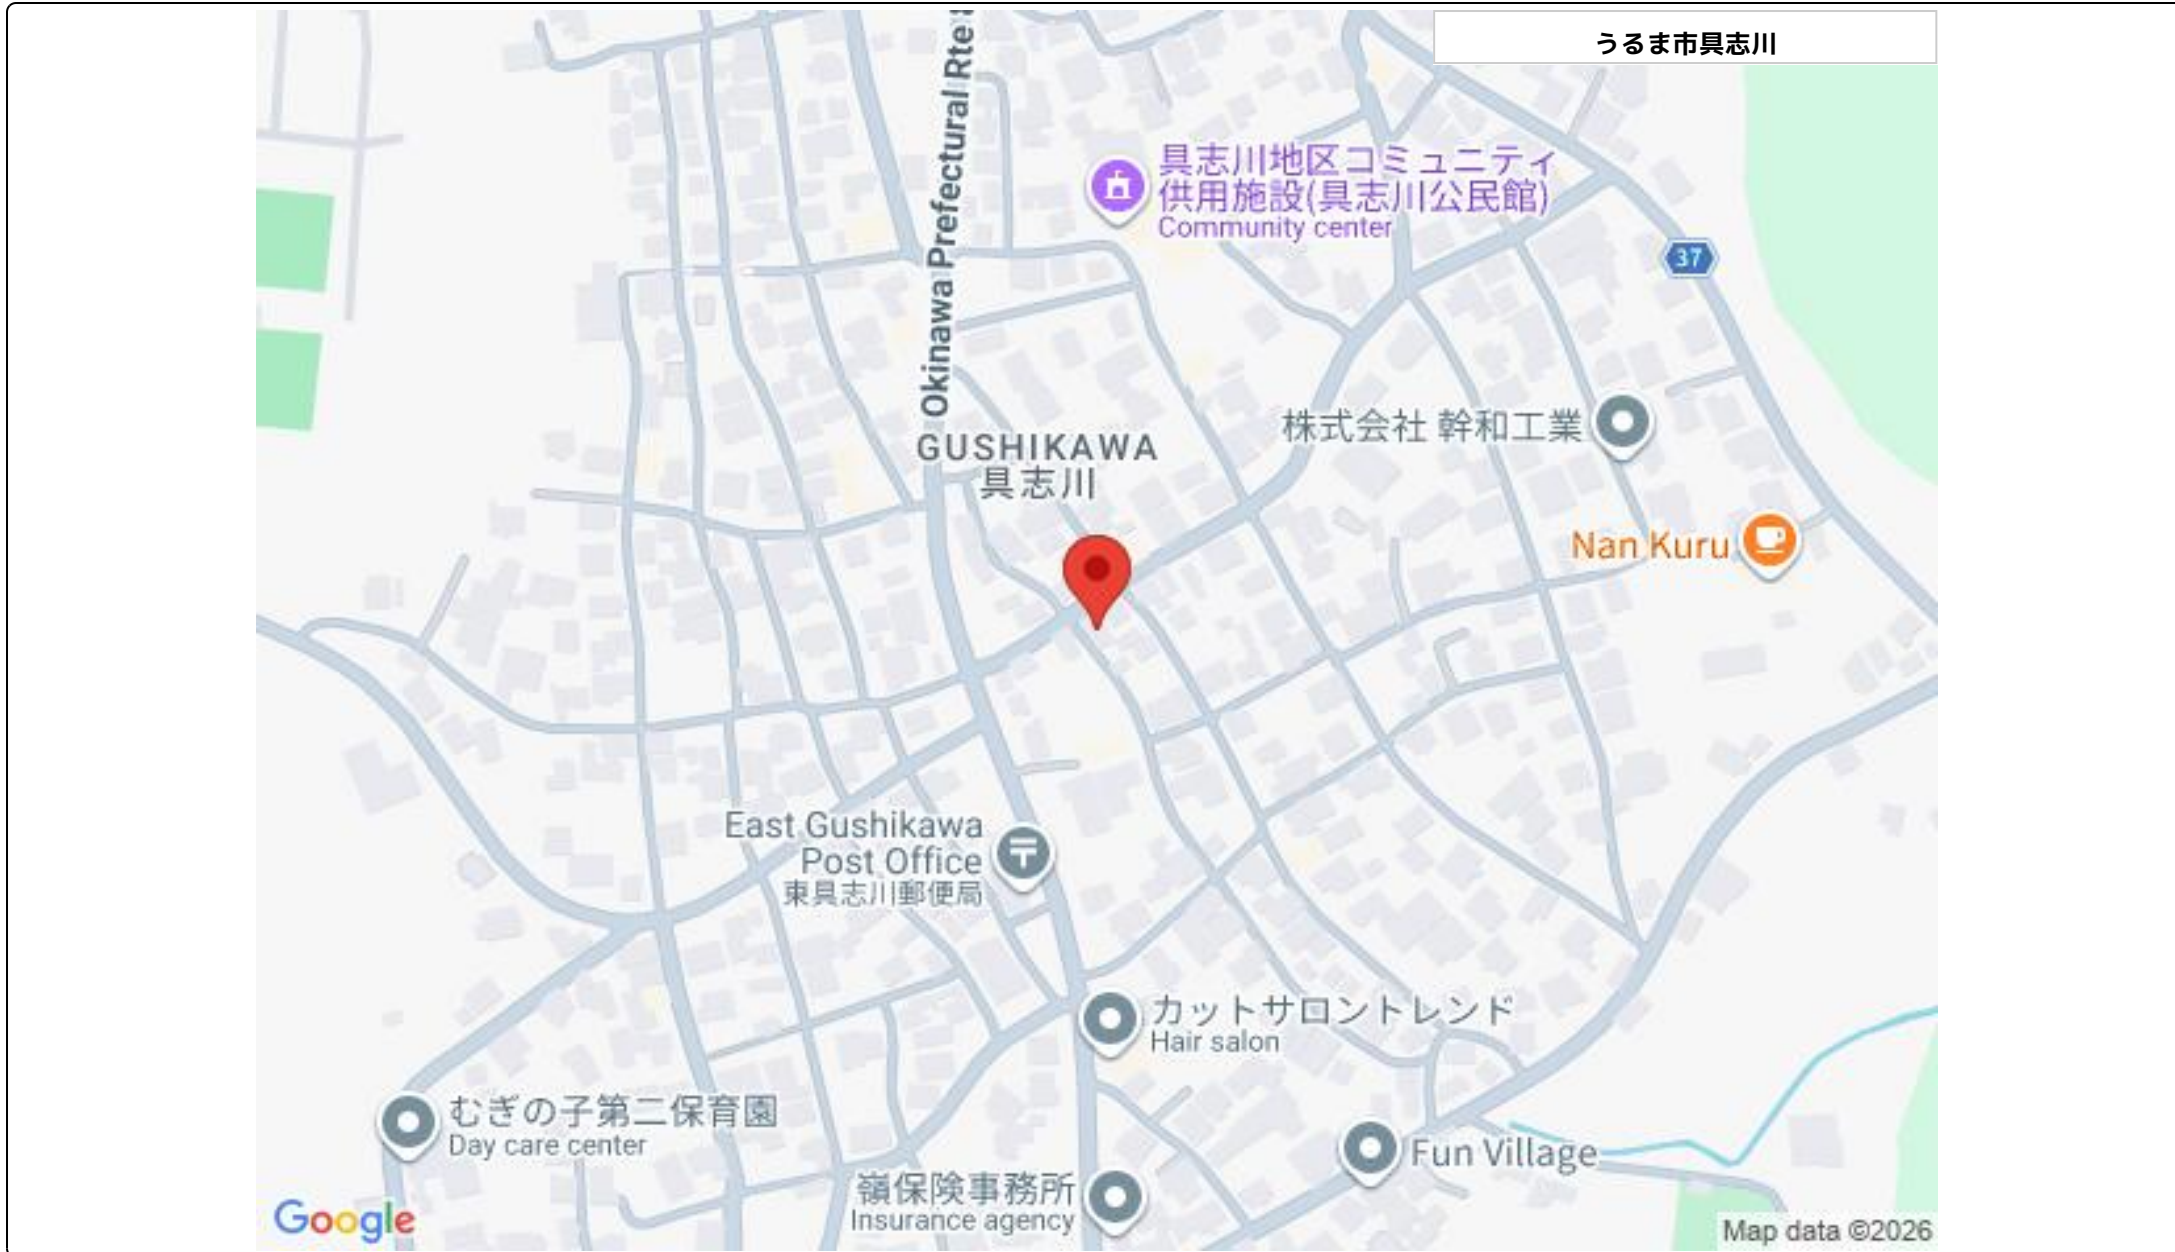 うるま市具志川
Okinawa Prefectural Rte
具志川地区コミュニティ
供用施設(具志川公民館)
Community center
37
株式会社 幹和工業
GUSHIKAWA
具志川
Nan Kuru
East Gushikawa
Post Office
東具志川郵便局
カットサロントレンド
Hair salon
むぎの子第二保育園
Day care center
Fun Village
嶺保険事務所
Insurance agency
Google
Map data ©2026